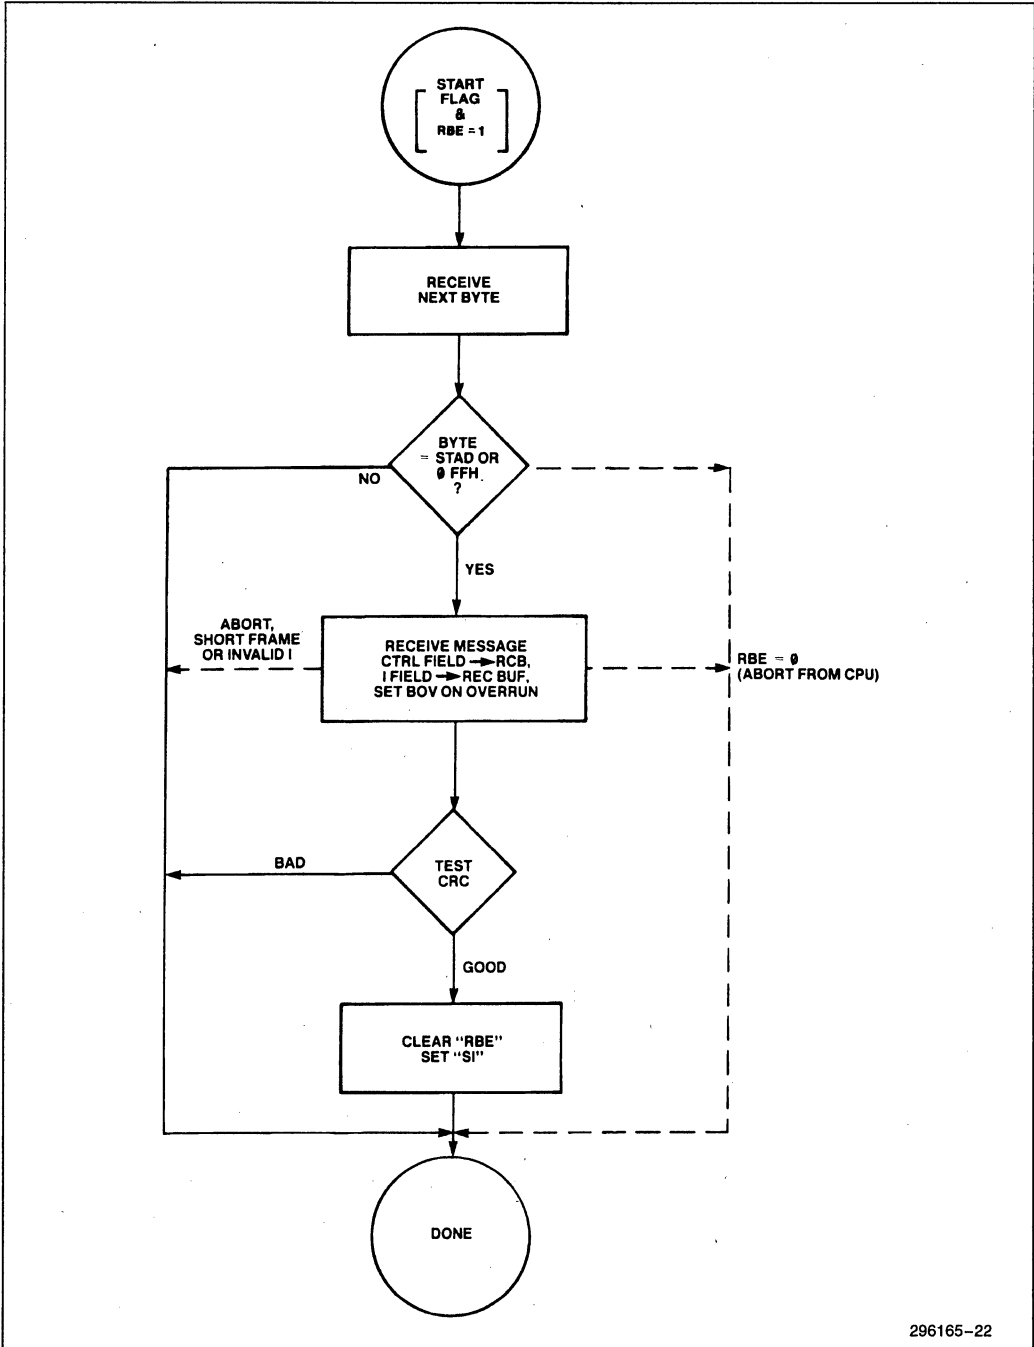 START
FLAG
&
RBE = 1
RECEIVE
NEXT BYTE
BYTE
= STAD OR
0 FFH
?
NO
YES
ABORT,
SHORT FRAME
OR INVALID I
RECEIVE MESSAGE
CTRL FIELD → RCB,
I FIELD → REC BUF,
SET BOV ON OVERRUN
RBE = 0
(ABORT FROM CPU)
BAD
TEST
CRC
GOOD
CLEAR "RBE"
SET "SI"
DONE
296165-22